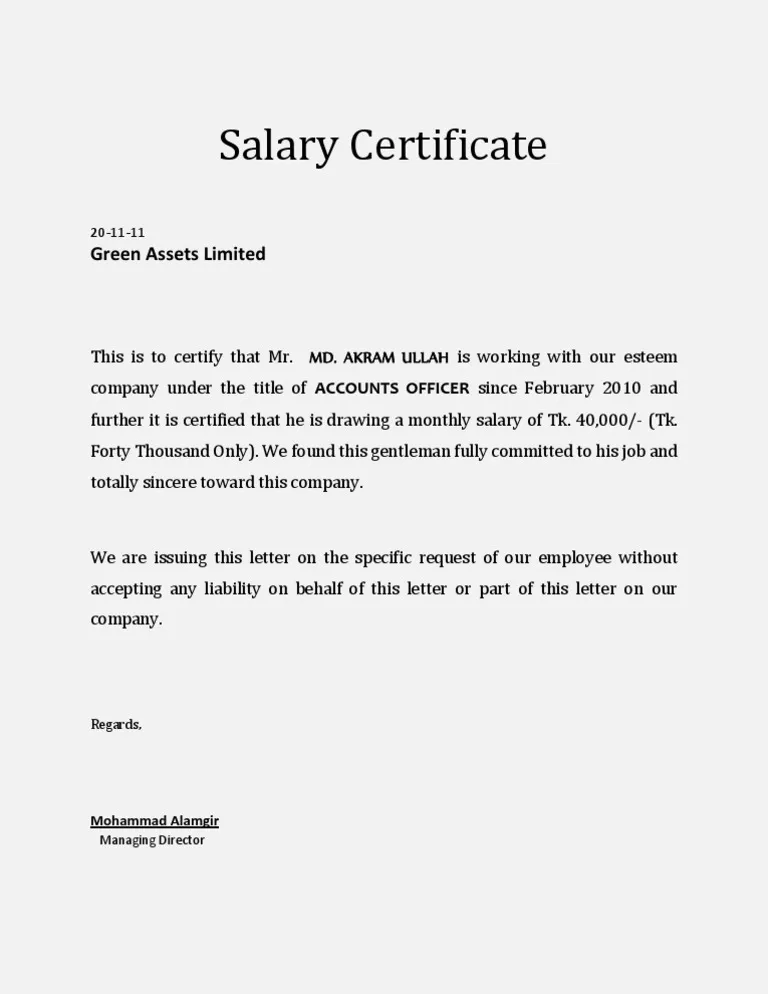 Salary Certificate
20-11-11
Green Assets Limited
This is to certify that Mr. MD. AKRAM ULLAH is working with our esteem
company under the title of ACCOUNTS OFFICER since February 2010 and
further it is certified that he is drawing a monthly salary of Tk. 40,000/- (Tk.
Forty Thousand Only). We found this gentleman fully committed to his job and
totally sincere toward this company.
We are issuing this letter on the specific request of our employee without
accepting any liability on behalf of this letter or part of this letter on our
company.
Regards,
Mohammad Alamgir
Managing Director